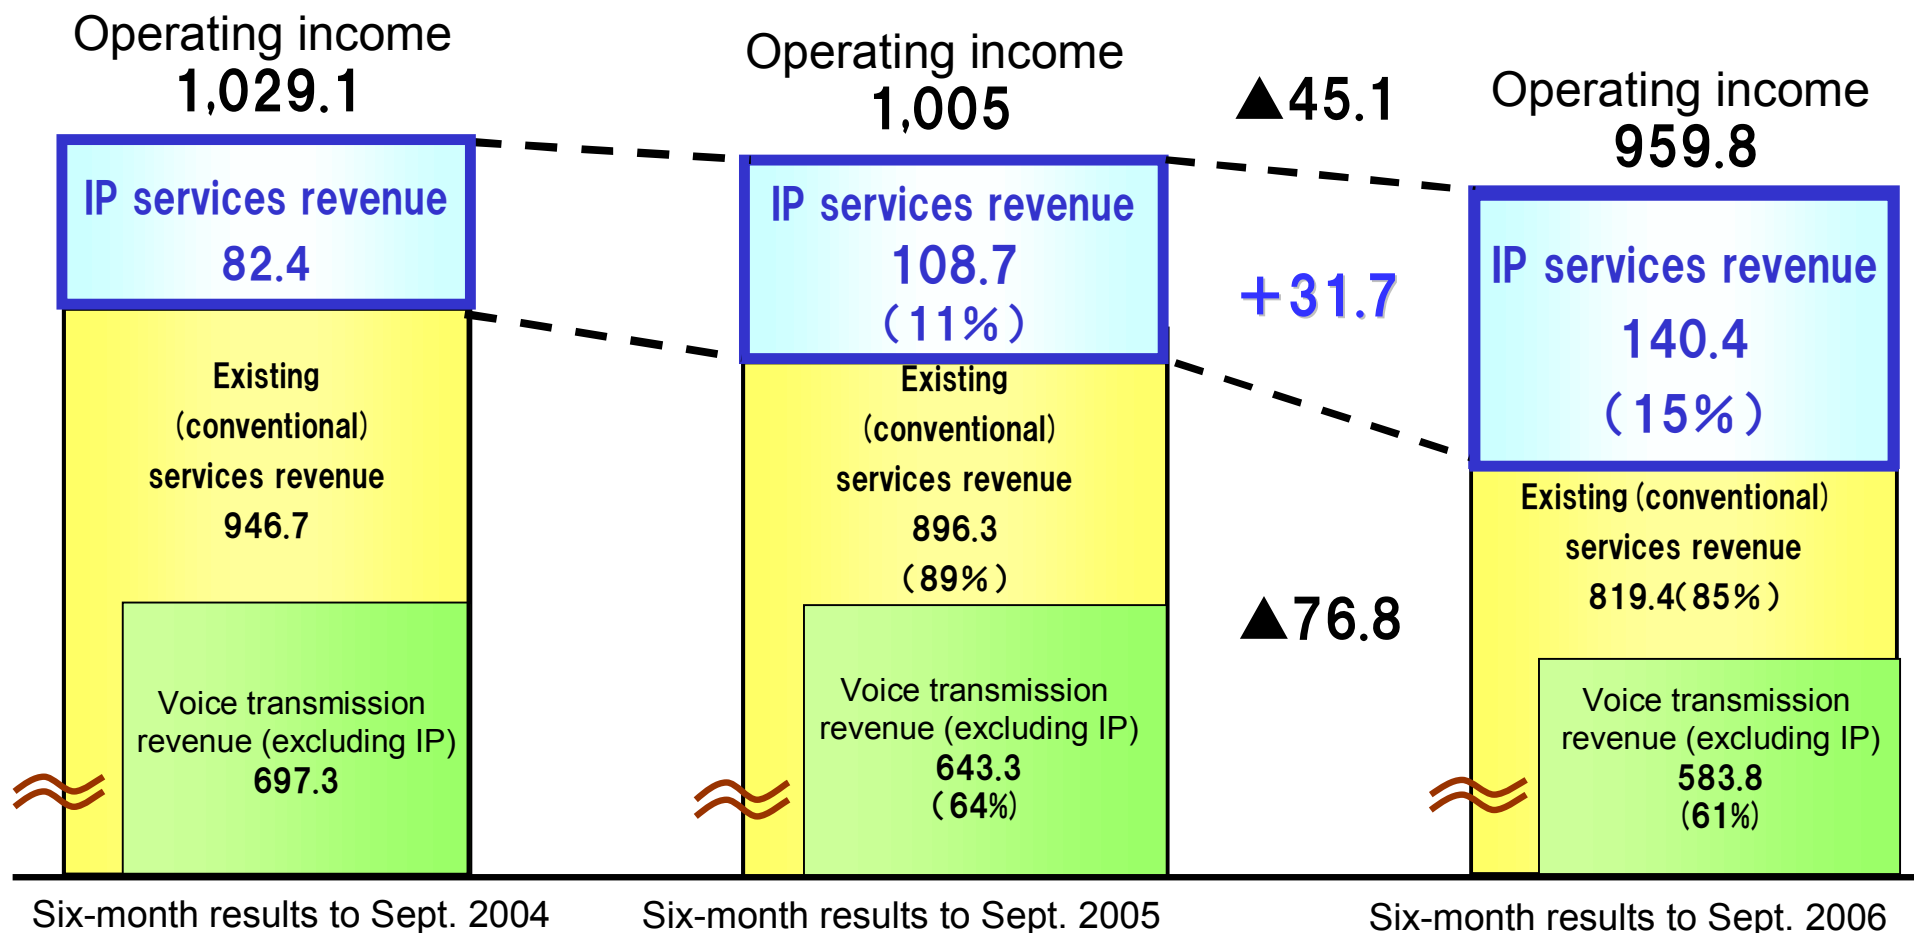 Operating income
1,029.1
IP services revenue
82.4
Existing
(conventional)
services revenue
946.7
Voice transmission
revenue (excluding IP)
697.3
Six-month results to Sept. 2004
Operating income
1,005
IP services revenue
108.7
(11%)
Existing
(conventional)
services revenue
896.3
(89%)
Voice transmission
revenue (excluding IP)
643.3
(64%)
Six-month results to Sept. 2005
▲45.1
+31.7
▲76.8
Operating income
959.8
IP services revenue
140.4
(15%)
Existing (conventional)
services revenue
819.4(85%)
Voice transmission
revenue (excluding IP)
583.8
(61%)
Six-month results to Sept. 2006